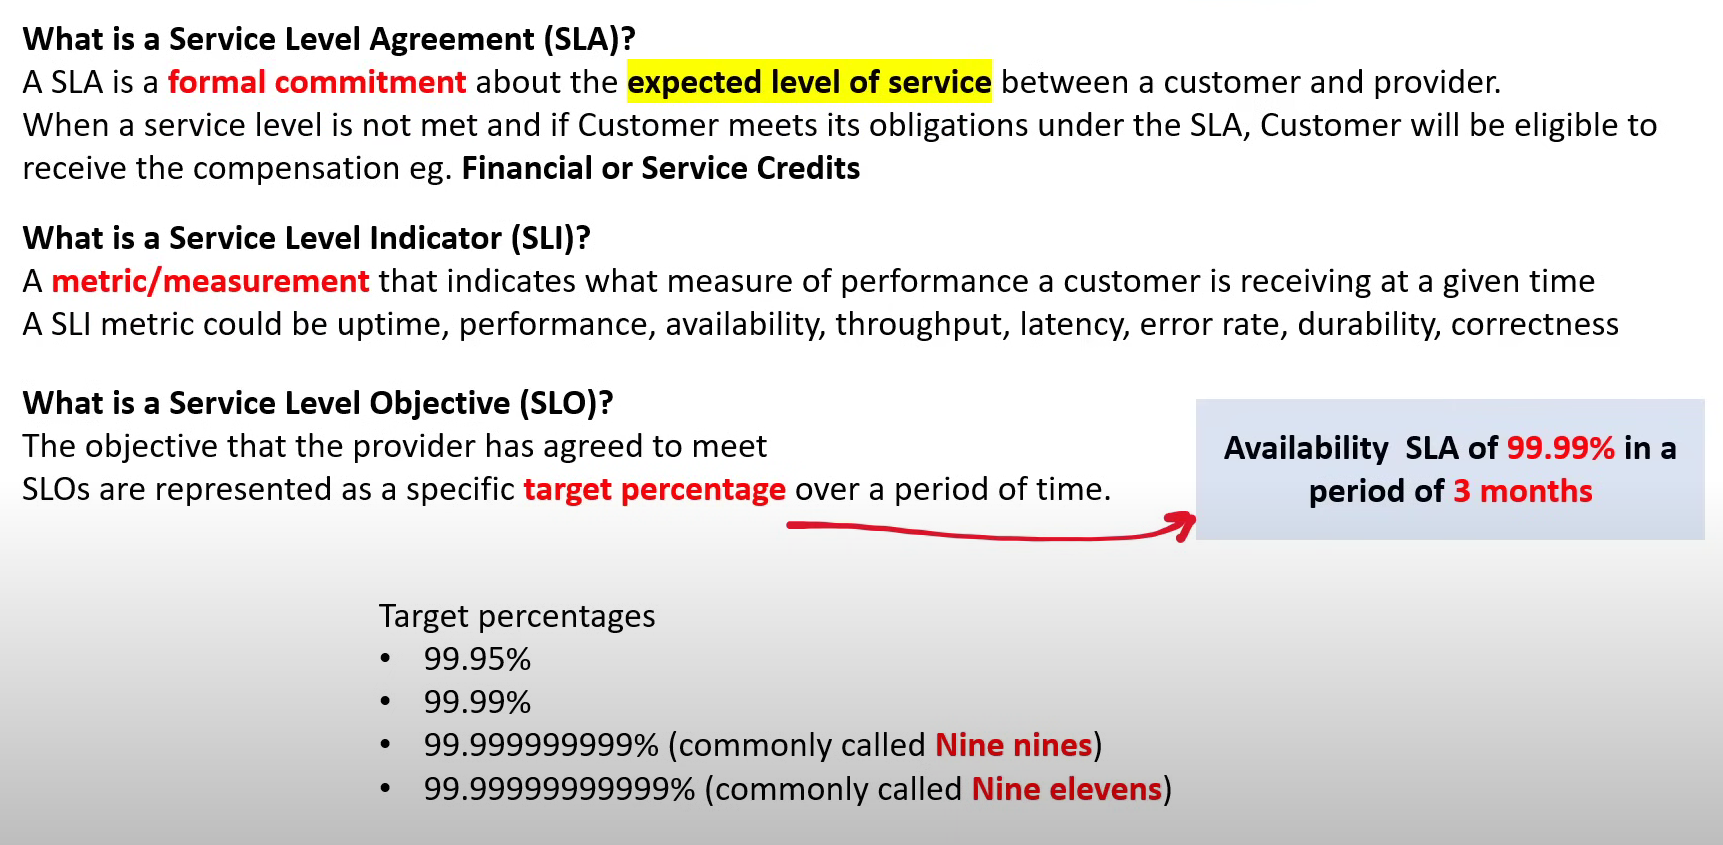 What is a Service Level Agreement (SLA)?
A SLA is a formal commitment about the expected level of service between a customer and provider.
When a service level is not met and if Customer meets its obligations under the SLA, Customer will be eligible to
receive the compensation eg. Financial or Service Credits
What is a Service Level Indicator (SLI)?
A metric/measurement that indicates what measure of performance a customer is receiving at a given time
A SLI metric could be uptime, performance, availability, throughput, latency, error rate, durability, correctness
What is a Service Level Objective (SLO)?
The objective that the provider has agreed to meet
SLOs are represented as a specific target percentage over a period of time.
Availability SLA of 99.99% in a
period of 3 months
Target percentages
• 99.95%
• 99.99%
• 99.999999999% (commonly called Nine nines)
• 99.99999999999% (commonly called Nine elevens)